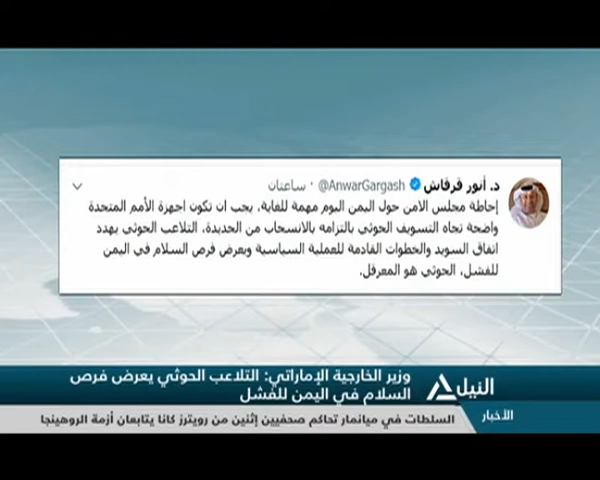 د. أنور قرقاش @AnwarGargash · ساعتان
إحاطة مجلس الامن حول اليمن اليوم مهمة للغاية، يجب ان تكون اجهزة الأمم المتحدة
واضحة تجاه التسويف الحوثي بالتزامه بالانسحاب من الحديدة، التلاعب الحوثي يهدد
اتفاق السويد والخطوات القادمة للعملية السياسية ويعرض فرص السلام في اليمن
للفشل، الحوثي هو المعرقل.
وزير الخارجية الإماراتي: التلاعب الحوثي يعرض فرص
السلام في اليمن للفشل
النيل
الأخبار
السلطات في ميانمار تحاكم صحفيين إثنين من رويترز كانا يتابعان أزمة الروهينجا